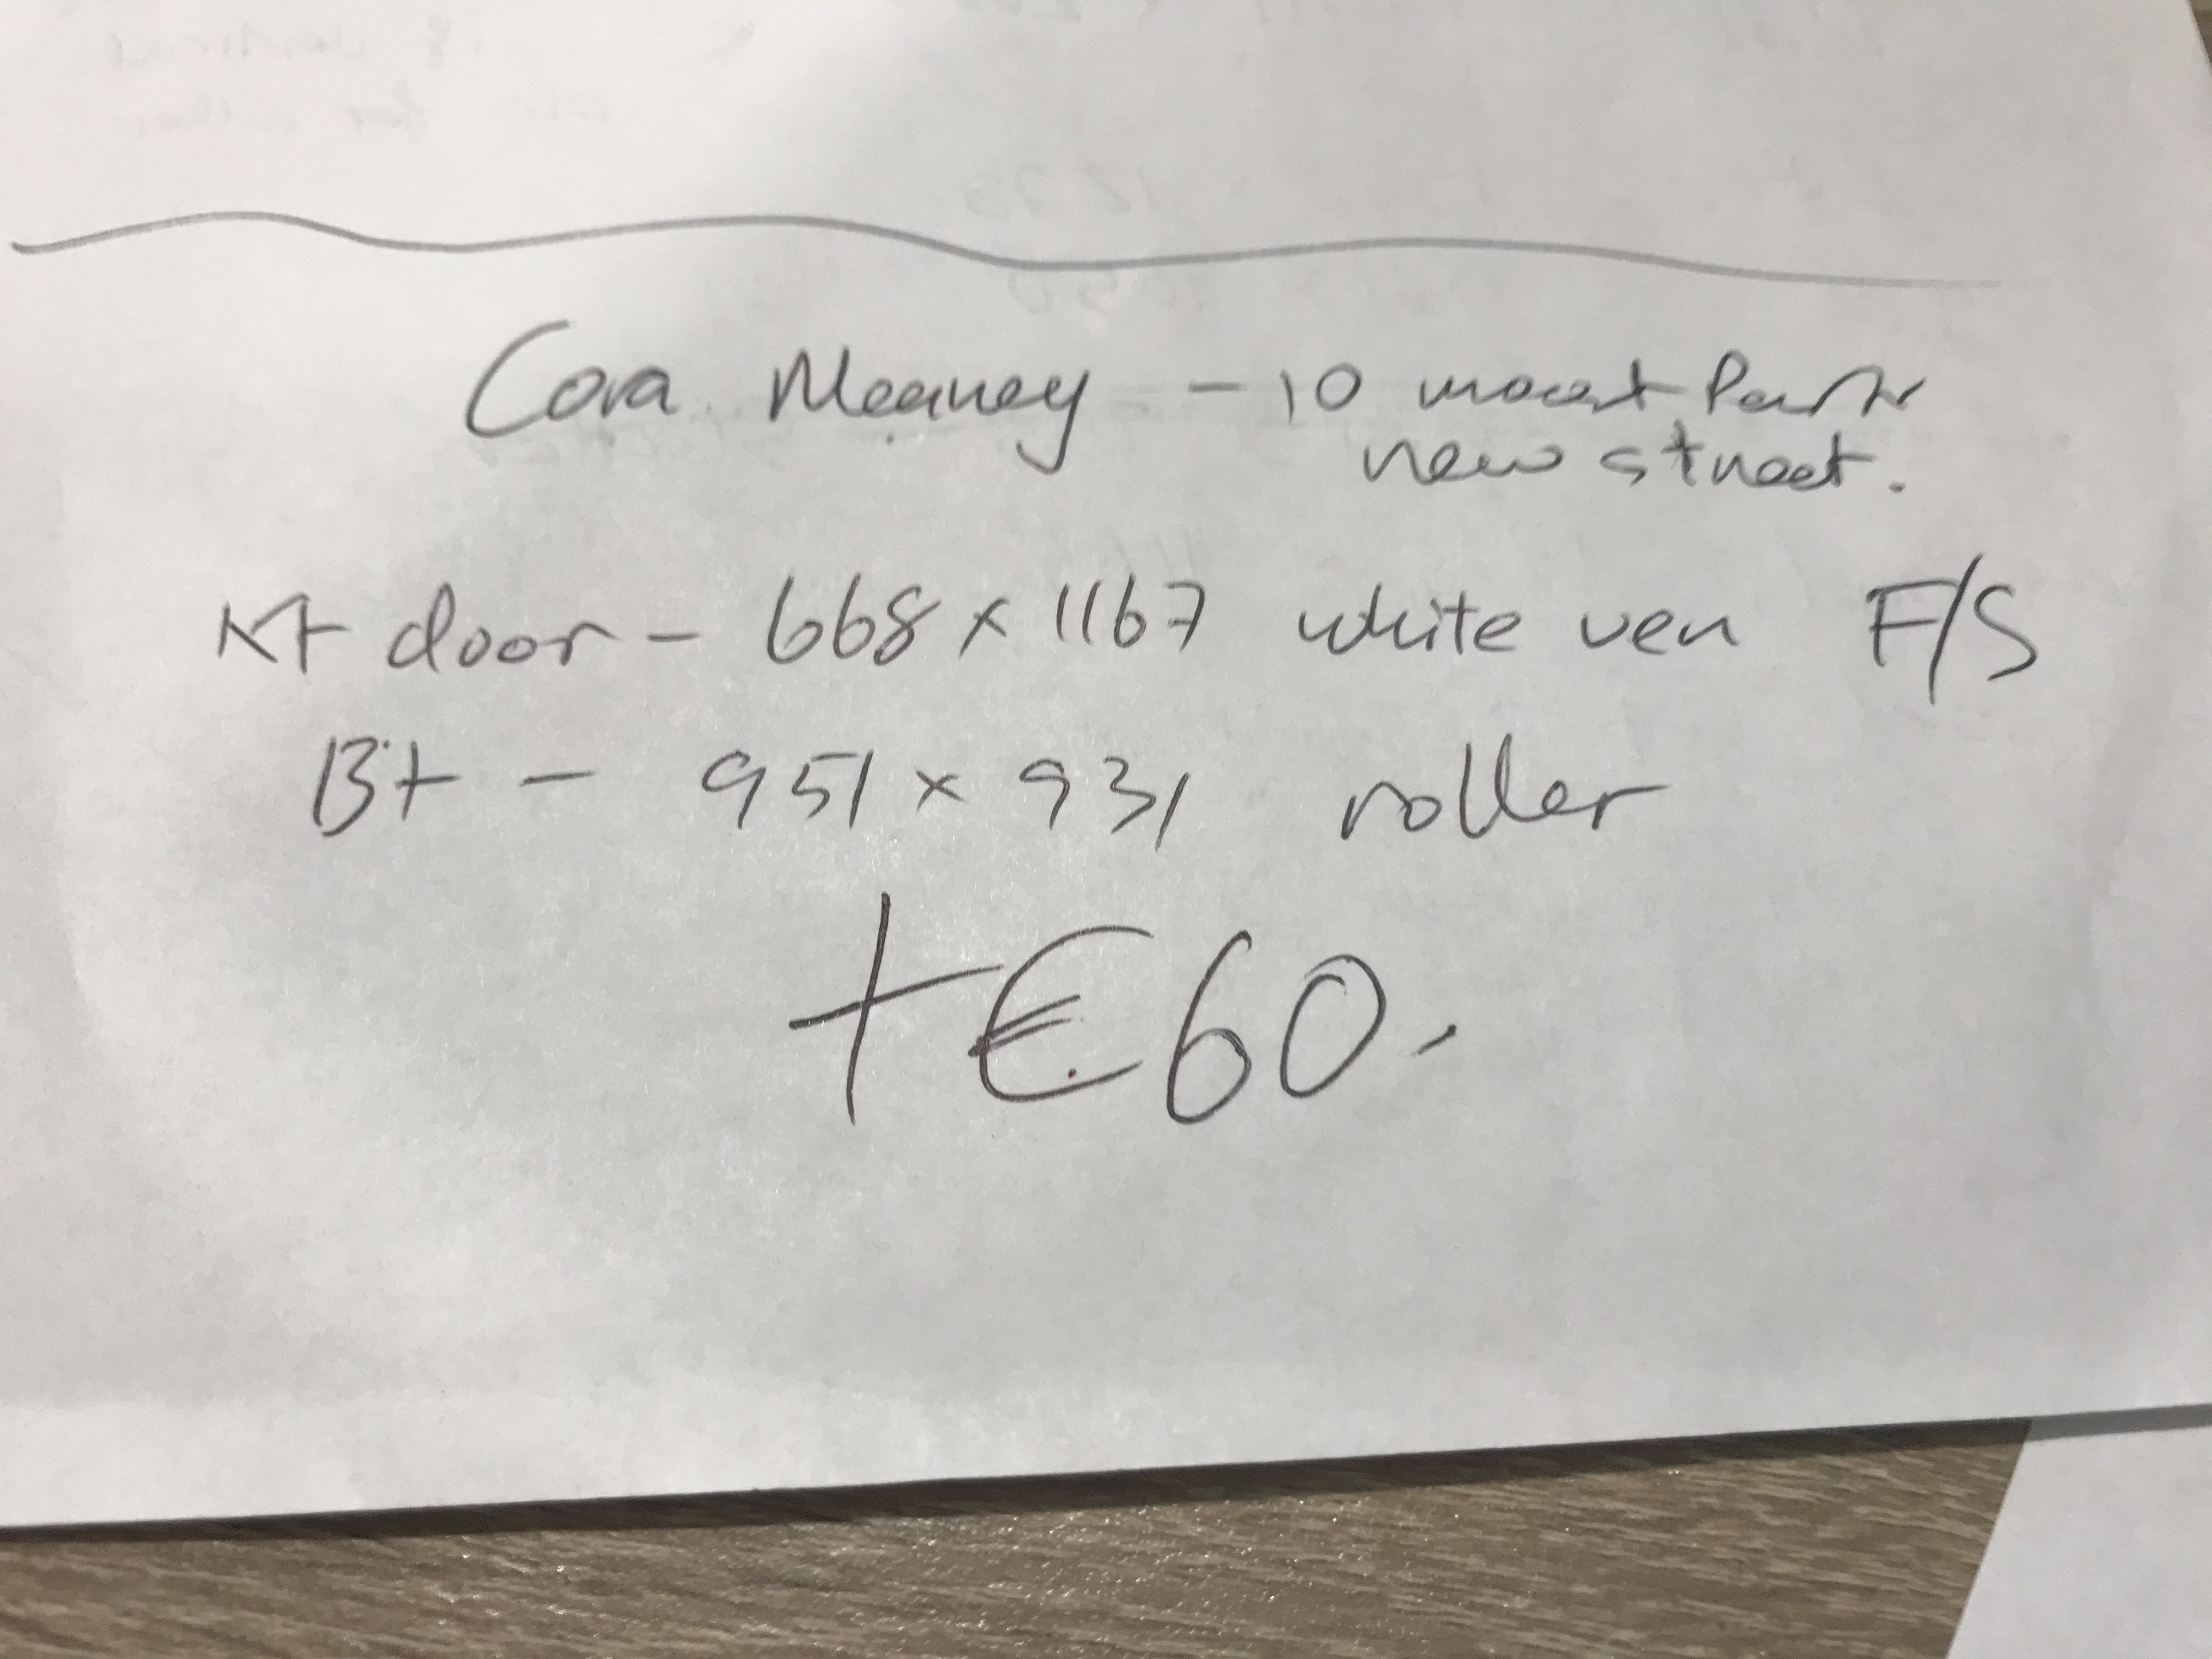 Cora Meaney - 10 moat Park
new street.
Kt door - 668 x 1167 white ven F/S
Bt - 951 x 931 roller
+€60.